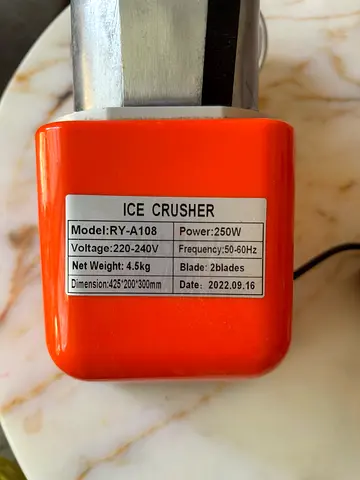 ICE CRUSHER
Model:RY-A108 Power:250W
Voltage:220-240V Frequency:50-60Hz
Net Weight: 4.5kg Blade: 2blades
Dimension:425*200*300mm Date: 2022.09.16